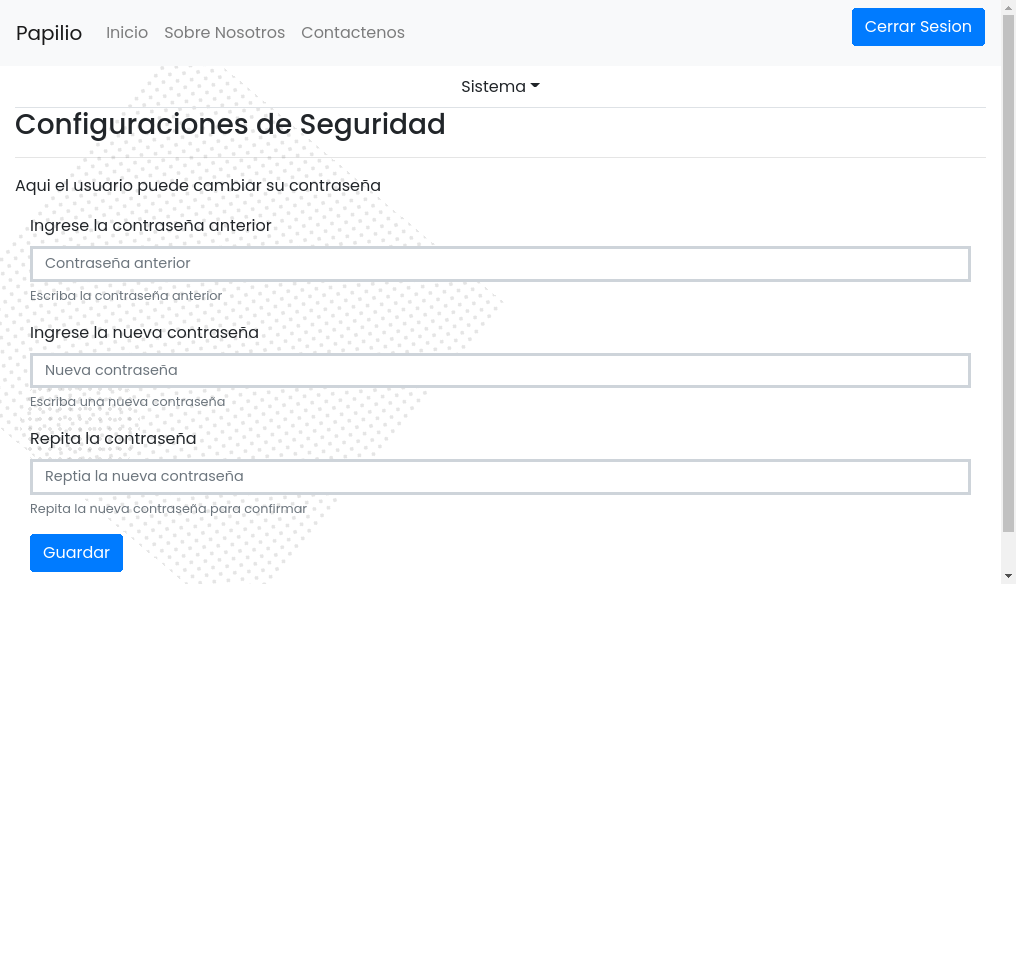 Papilio Inicio Sobre Nosotros Contactenos Cerrar Sesion
Sistema
Configuraciones de Seguridad
Aqui el usuario puede cambiar su contraseña
Ingrese la contraseña anterior
Contraseña anterior
Escriba la contraseña anterior
Ingrese la nueva contraseña
Nueva contraseña
Escriba una nueva contraseña
Repita la contraseña
Reptia la nueva contraseña
Repita la nueva contraseña para confirmar
Guardar